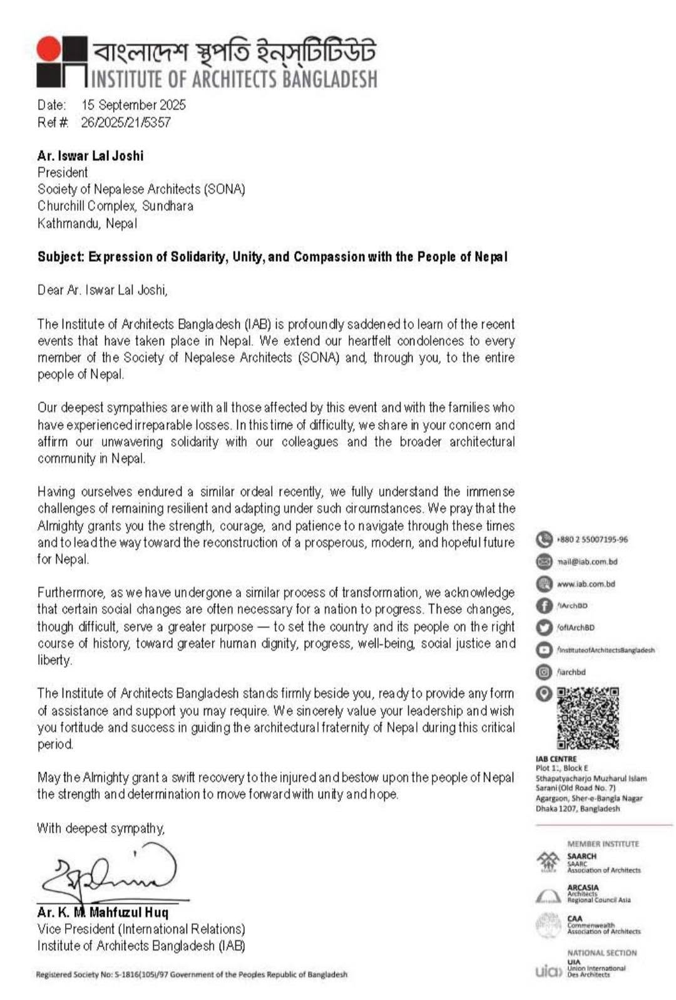 বাংলাদেশ স্থপতি ইন্‌স্‌টিটিউট
INSTITUTE OF ARCHITECTS BANGLADESH
Date: 15 September 2025
Ref #: 26/2025/21/5357
Ar. Iswar Lal Joshi
President
Society of Nepalese Architects (SONA)
Churchill Complex, Sundhara
Kathmandu, Nepal
Subject: Expression of Solidarity, Unity, and Compassion with the People of Nepal
Dear Ar. Iswar Lal Joshi,
The Institute of Architects Bangladesh (IAB) is profoundly saddened to learn of the recent
events that have taken place in Nepal. We extend our heartfelt condolences to every
member of the Society of Nepalese Architects (SONA) and, through you, to the entire
people of Nepal.
Our deepest sympathies are with all those affected by this event and with the families who
have experienced irreparable losses. In this time of difficulty, we share in your concern and
affirm our unwavering solidarity with our colleagues and the broader architectural
community in Nepal.
Having ourselves endured a similar ordeal recently, we fully understand the immense
challenges of remaining resilient and adapting under such circumstances. We pray that the
Almighty grants you the strength, courage, and patience to navigate through these times
and to lead the way toward the reconstruction of a prosperous, modern, and hopeful future
for Nepal.
Furthermore, as we have undergone a similar process of transformation, we acknowledge
that certain social changes are often necessary for a nation to progress. These changes,
though difficult, serve a greater purpose — to set the country and its people on the right
course of history, toward greater human dignity, progress, well-being, social justice and
liberty.
The Institute of Architects Bangladesh stands firmly beside you, ready to provide any form
of assistance and support you may require. We sincerely value your leadership and wish
you fortitude and success in guiding the architectural fraternity of Nepal during this critical
period.
May the Almighty grant a swift recovery to the injured and bestow upon the people of Nepal
the strength and determination to move forward with unity and hope.
With deepest sympathy,
Ar. K. M. Mahfuzul Huq
Vice President (International Relations)
Institute of Architects Bangladesh (IAB)
Registered Society No: S-1816(105)/97 Government of the Peoples Republic of Bangladesh
+880 2 55007195-96
mail@iab.com.bd
www.iab.com.bd
/IArchBD
/ofIArchBD
/InstituteofArchitectsBangladesh
/iarchbd
IAB CENTRE
Plot 11, Block E
Sthapatyacharjo Muzharul Islam
Sarani (Old Road No. 7)
Agargaon, Sher-e-Bangla Nagar
Dhaka 1207, Bangladesh
MEMBER INSTITUTE
SAARCH
SAARC
Association of Architects
ARCASIA
Architects
Regional Council Asia
CAA
Commonwealth
Association of Architects
NATIONAL SECTION
uia
UIA
Union International
Des Architects